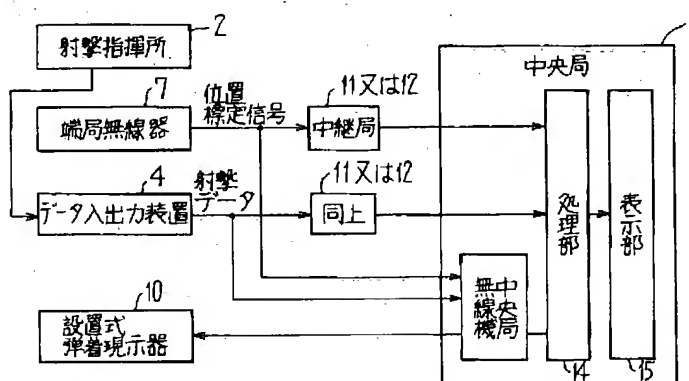 射撃指揮所
2
7
端局無線器
位置
標定信号
11又は12
中継局
中央局
4
データ入出力装置
射撃
データ
11又は12
同上
処理部
表示部
10
設置式
弾着現示器
中央局
無線機
14
15